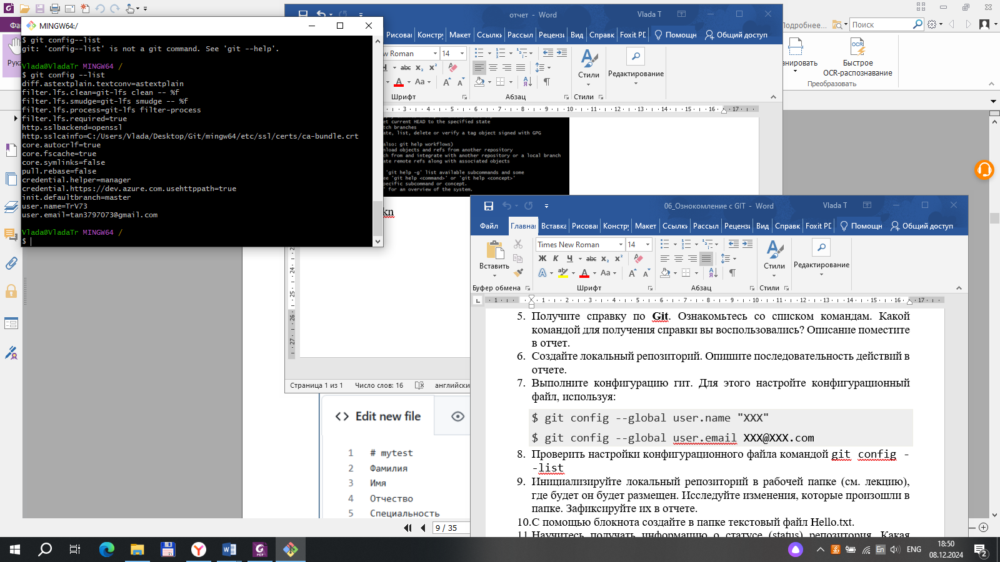 MINGW64:/
$ git config--list
git: 'config--list' is not a git command. See 'git --help'.
Vlada@VladaTr MINGW64 /
$ git config --list
diff.astextplain.textconv=astextplain
filter.lfs.clean=git-lfs clean -- %f
filter.lfs.smudge=git-lfs smudge -- %f
filter.lfs.process=git-lfs filter-process
filter.lfs.required=true
http.sslbackend=openssl
http.sslcainfo=C:/Users/Vlada/Desktop/Git/mingw64/etc/ssl/certs/ca-bundle.crt
core.autocrlf=true
core.fscache=true
core.symlinks=false
pull.rebase=false
credential.helper=manager
credential.https://dev.azure.com.usehttppath=true
init.defaultbranch=master
user.name=TrV73
user.email=tan3797073@gmail.com
Vlada@VladaTr MINGW64 /
$
отчет - Word
Vlada T
Рисова Констр Макет Ссылк Рассыл Реценз Вид Справк Foxit PD Помощн Общий доступ
w Roman 14
Стили
Редактирование
Шрифт Абзац Стили
et current HEAD to the specified state
tch branches
ate, list, delete or verify a tag object signed with GPG
also: git help workflows)
nload objects and refs from another repository
ch from and integrate with another repository or a local branch
ate remote refs along with associated objects
'git help -g' list available subcommands and some
ee 'git help <command>' or 'git help <concept>'
pecific subcommand or concept.
' for an overview of the system.
kn
Страница 1 из 1 Число слов: 16 английски
Подробнее...
Поиск
Быстрое
OCR-распознавание
Преобразовать
06_Ознокомление с GIT - Word
Vlada T
Файл Главная Вставка Рисова Констр Макет Ссылк Рассыл Реценз Вид Справк Foxit PD Помощн Общий доступ
Вставить
Times New Roman 14
Стили
Редактирование
Буфер обмена Шрифт Абзац Стили
5. Получите справку по Git. Ознакомьтесь со списком командам. Какой
командой для получения справки вы воспользовались? Описание поместите
в отчет.
6. Создайте локальный репозиторий. Опишите последовательность действий в
отчете.
7. Выполните конфигурацию гит. Для этого настройте конфигурационный
файл, используя:
$ git config --global user.name "XXX"
$ git config --global user.email XXX@XXX.com
8. Проверить настройки конфигурационного файла командой git config -
-list
9. Инициализируйте локальный репозиторий в рабочей папке (см. лекцию),
где будет он будет размещен. Исследуйте изменения, которые произошли в
папке. Зафиксируйте их в отчете.
10. С помощью блокнота создайте в папке текстовый файл Hello.txt.
11. Научитесь получать информацию о статусе (status) репозитория. Какая
Edit new file
1 # mytest
2 Фамилия
3 Имя
4 Отчество
5 Специальность
9 / 35
ENG
18:50
08.12.2024
2